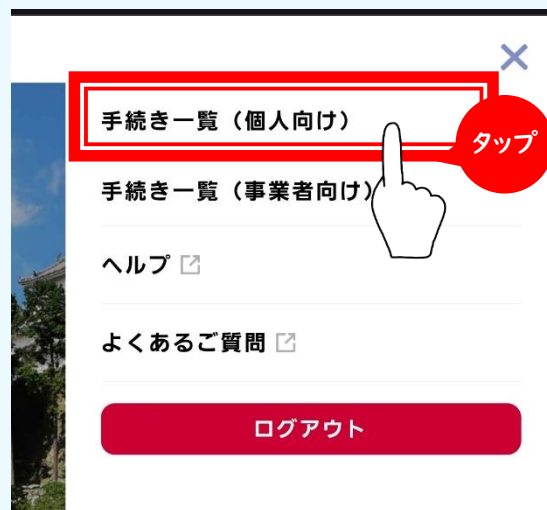 手続き一覧（個人向け）
タップ
手続き一覧（事業者向け）
ヘルプ
よくあるご質問
ログアウト